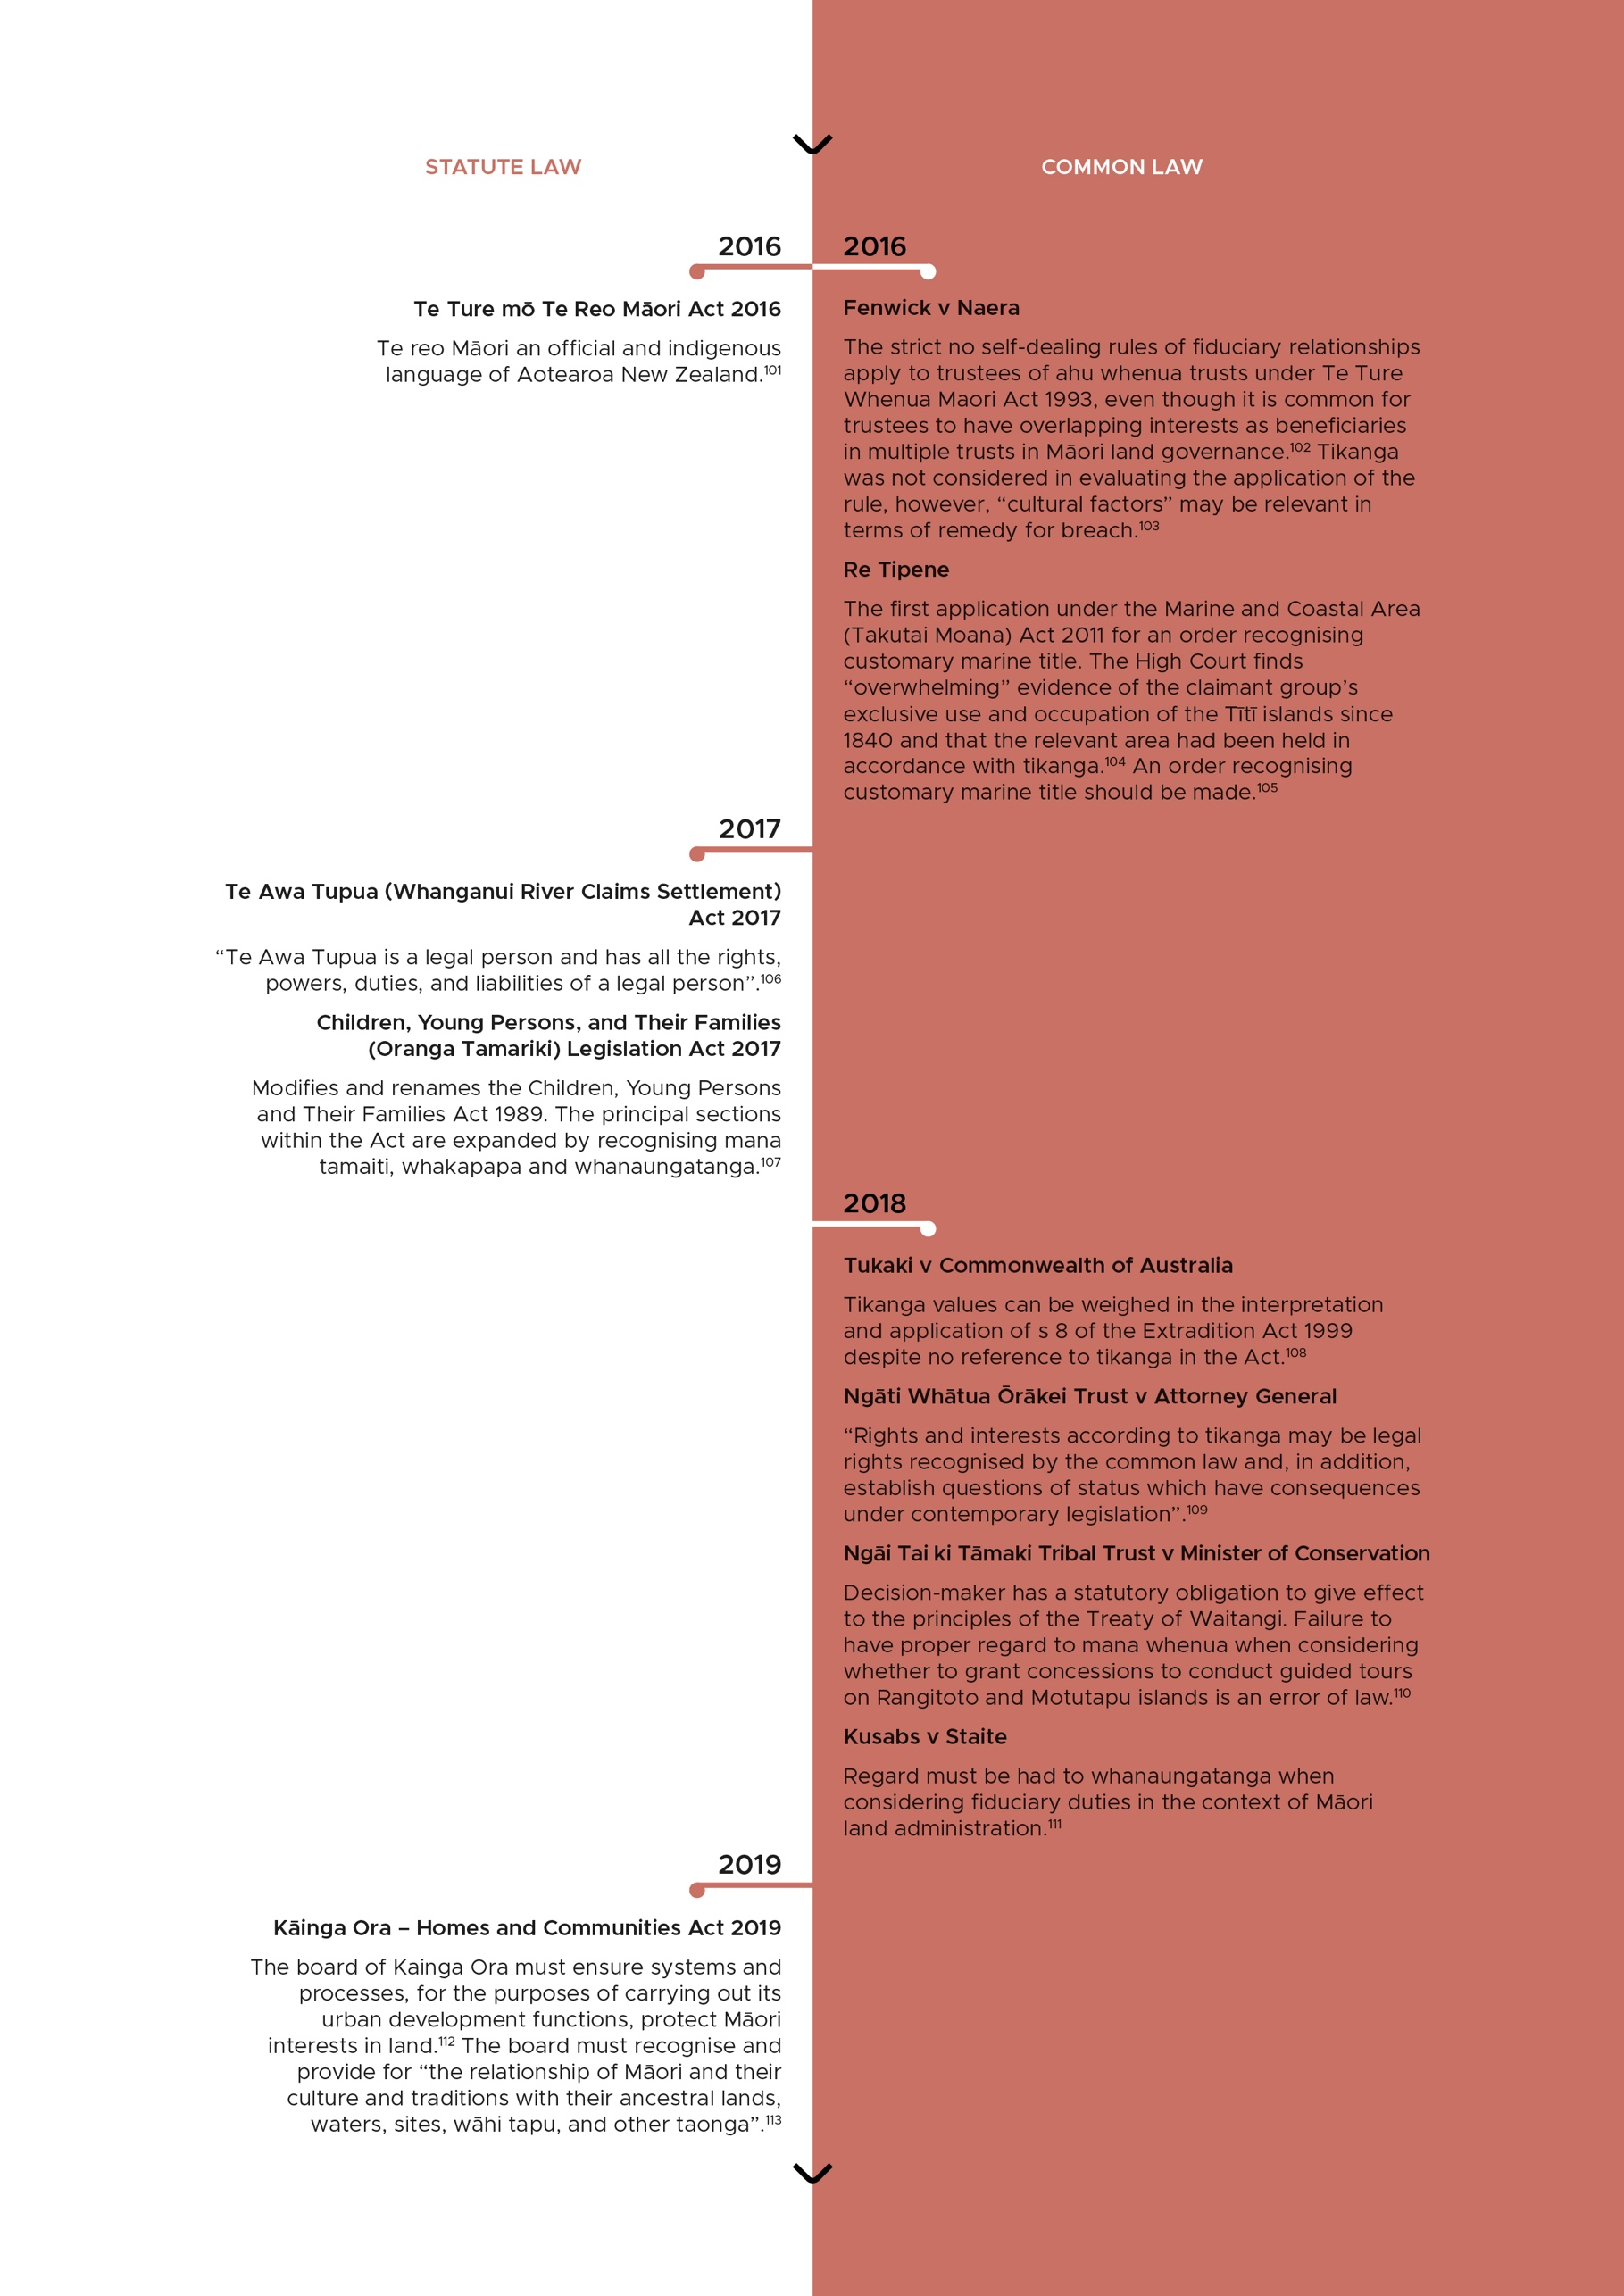 STATUTE LAW
COMMON LAW
2016
Te Ture mō Te Reo Māori Act 2016
Te reo Māori an official and indigenous
language of Aotearoa New Zealand.101
2016
Fenwick v Naera
The strict no self-dealing rules of fiduciary relationships
apply to trustees of ahu whenua trusts under Te Ture
Whenua Maori Act 1993, even though it is common for
trustees to have overlapping interests as beneficiaries
in multiple trusts in Māori land governance.102 Tikanga
was not considered in evaluating the application of the
rule, however, “cultural factors” may be relevant in
terms of remedy for breach.103
Re Tipene
The first application under the Marine and Coastal Area
(Takutai Moana) Act 2011 for an order recognising
customary marine title. The High Court finds
“overwhelming” evidence of the claimant group’s
exclusive use and occupation of the Tītī islands since
1840 and that the relevant area had been held in
accordance with tikanga.104 An order recognising
customary marine title should be made.105
2017
Te Awa Tupua (Whanganui River Claims Settlement)
Act 2017
“Te Awa Tupua is a legal person and has all the rights,
powers, duties, and liabilities of a legal person”.106
Children, Young Persons, and Their Families
(Oranga Tamariki) Legislation Act 2017
Modifies and renames the Children, Young Persons
and Their Families Act 1989. The principal sections
within the Act are expanded by recognising mana
tamaiti, whakapapa and whanaungatanga.107
2018
Tukaki v Commonwealth of Australia
Tikanga values can be weighed in the interpretation
and application of s 8 of the Extradition Act 1999
despite no reference to tikanga in the Act.108
Ngāti Whātua Ōrākei Trust v Attorney General
“Rights and interests according to tikanga may be legal
rights recognised by the common law and, in addition,
establish questions of status which have consequences
under contemporary legislation”.109
Ngāi Tai ki Tāmaki Tribal Trust v Minister of Conservation
Decision-maker has a statutory obligation to give effect
to the principles of the Treaty of Waitangi. Failure to
have proper regard to mana whenua when considering
whether to grant concessions to conduct guided tours
on Rangitoto and Motutapu islands is an error of law.110
Kusabs v Staite
Regard must be had to whanaungatanga when
considering fiduciary duties in the context of Māori
land administration.111
2019
Kāinga Ora – Homes and Communities Act 2019
The board of Kainga Ora must ensure systems and
processes, for the purposes of carrying out its
urban development functions, protect Māori
interests in land.112 The board must recognise and
provide for “the relationship of Māori and their
culture and traditions with their ancestral lands,
waters, sites, wāhi tapu, and other taonga”.113